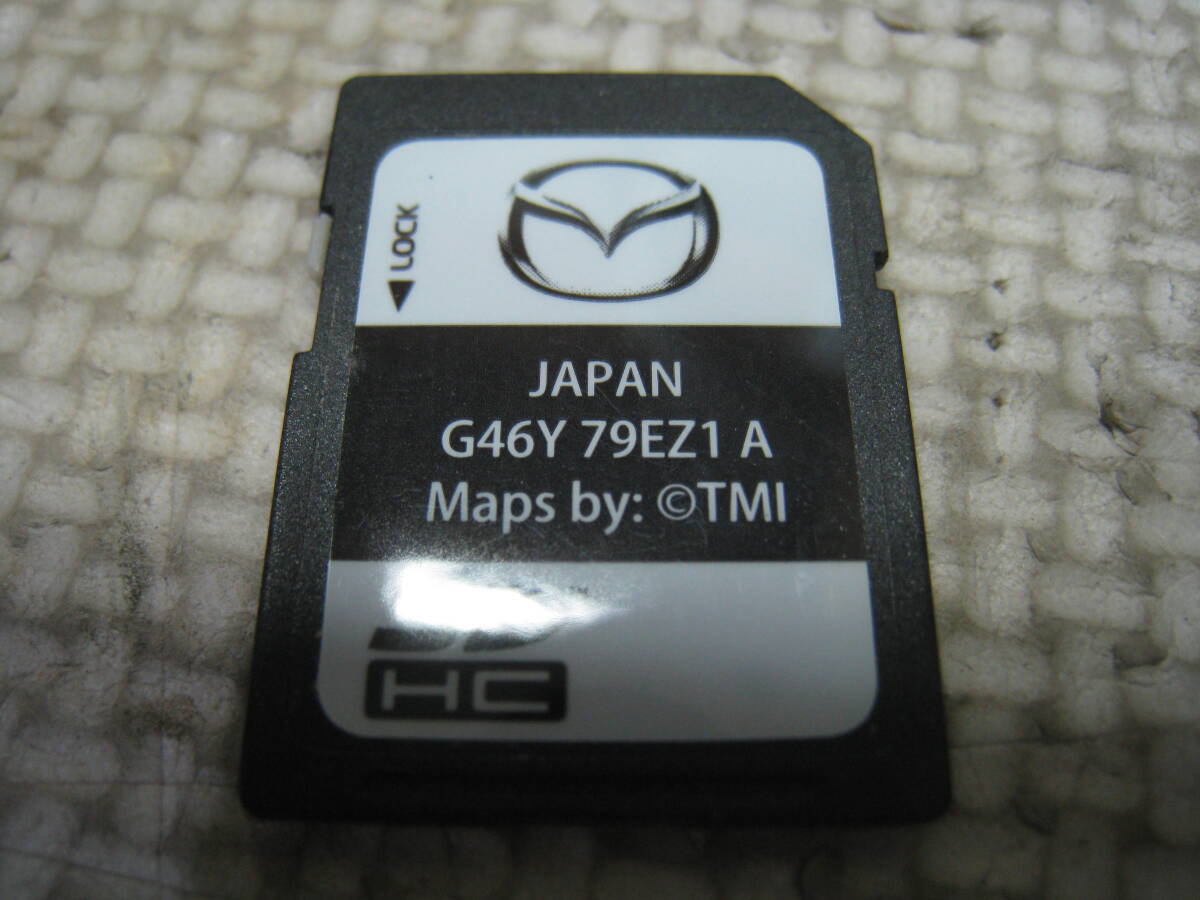 ◀ LOCK
JAPAN
G46Y 79EZ1 A
Maps by: ©TMI
HC